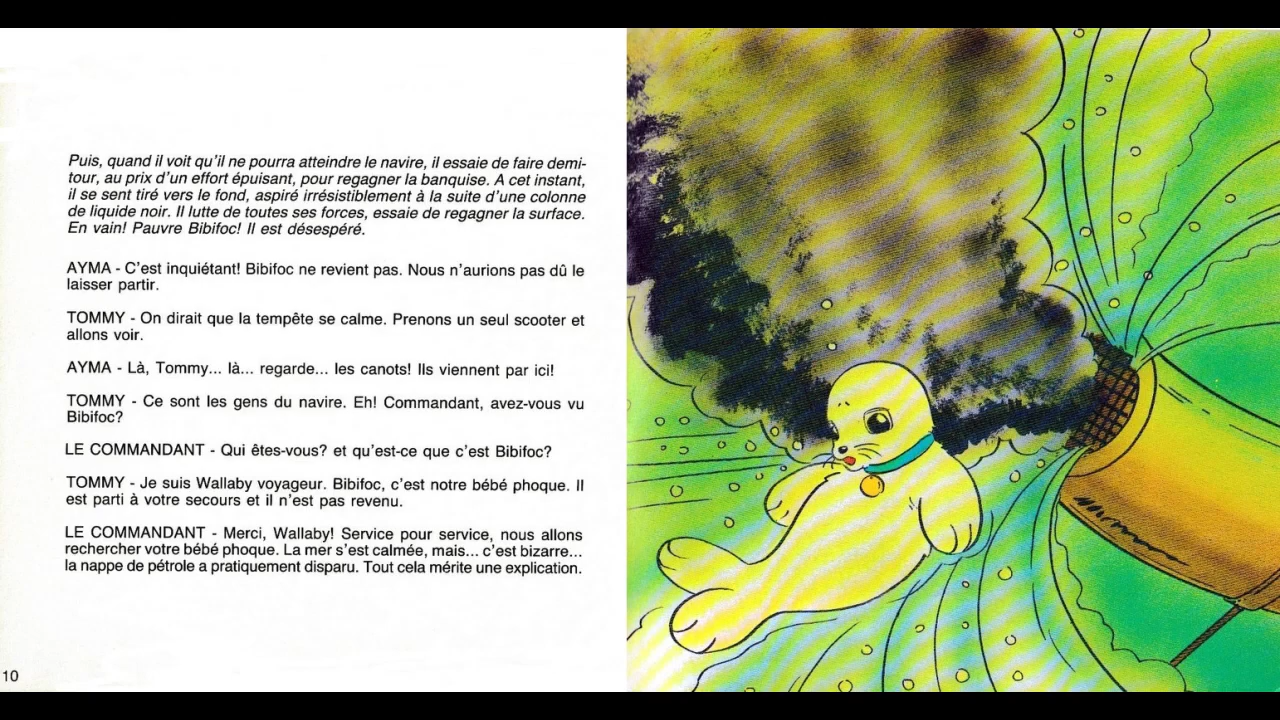 Puis, quand il voit qu'il ne pourra atteindre le navire, il essaie de faire demi-
tour, au prix d'un effort épuisant, pour regagner la banquise. A cet instant,
il se sent tiré vers le fond, aspiré irrésistiblement à la suite d'une colonne
de liquide noir. Il lutte de toutes ses forces, essaie de regagner la surface.
En vain! Pauvre Bibifoc! Il est désespéré.
AYMA - C'est inquiétant! Bibifoc ne revient pas. Nous n'aurions pas dû le
laisser partir.
TOMMY - On dirait que la tempête se calme. Prenons un seul scooter et
allons voir.
AYMA - Là, Tommy... là... regarde... les canots! Ils viennent par ici!
TOMMY - Ce sont les gens du navire. Eh! Commandant, avez-vous vu
Bibifoc?
LE COMMANDANT - Qui êtes-vous? et qu'est-ce que c'est Bibifoc?
TOMMY - Je suis Wallaby voyageur. Bibifoc, c'est notre bébé phoque. Il
est parti à votre secours et il n'est pas revenu.
LE COMMANDANT - Merci, Wallaby! Service pour service, nous allons
rechercher votre bébé phoque. La mer s'est calmée, mais... c'est bizarre...
la nappe de pétrole a pratiquement disparu. Tout cela mérite une explication.
10